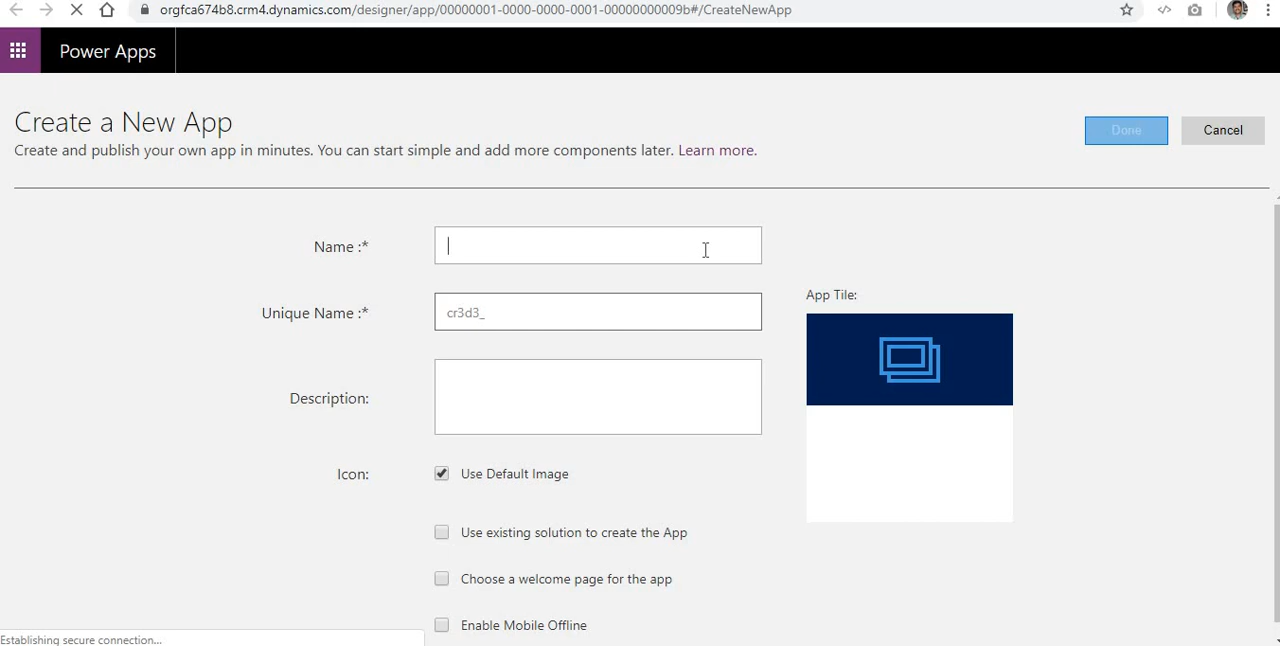 orgfca674b8.crm4.dynamics.com/designer/app/00000001-0000-0000-0001-00000000009b#/CreateNewApp
Power Apps
Create a New App
Create and publish your own app in minutes. You can start simple and add more components later. Learn more.
Done
Cancel
Name :*
Unique Name :*
cr3d3_
App Tile:
Description:
Icon:
Use Default Image
Use existing solution to create the App
Choose a welcome page for the app
Enable Mobile Offline
Establishing secure connection...